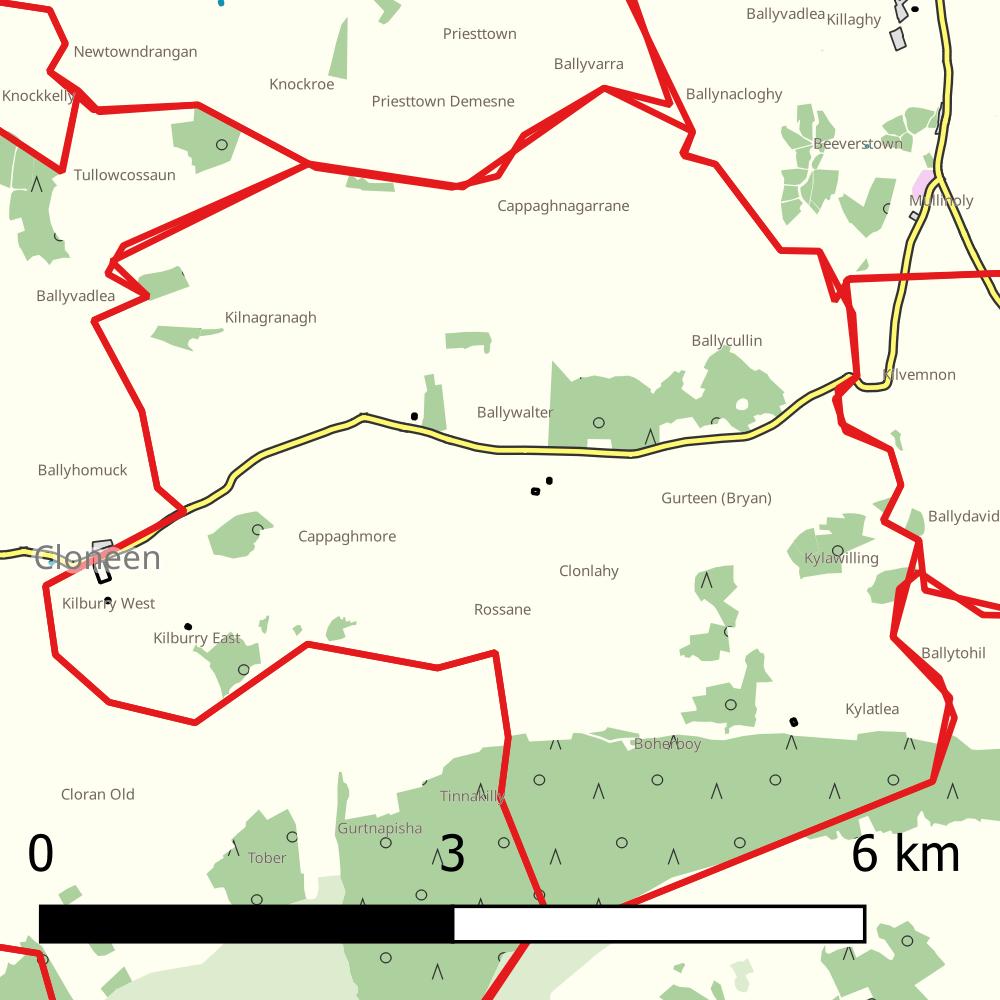 Ballyvadlea
Killaghy
Priesttown
Newtowndrangan
Ballyvarra
Knockroe
Knockkelly
Priesttown Demesne
Ballynacloghy
Beeverstown
Tullowcossaun
Mullinoly
Cappaghnagarrane
Ballyvadlea
Kilnagranagh
Ballycullin
Kilvemnon
Ballywalter
Ballyhomuck
Gurteen (Bryan)
Ballydavid
Cappaghmore
Cloneen
Kylawilling
Clonlahy
Kilburry West
Rossane
Kilburry East
Ballytohil
Kylatlea
Boherboy
Cloran Old
Tinnakilly
Gurtnapisha
Tober
0 3 6 km